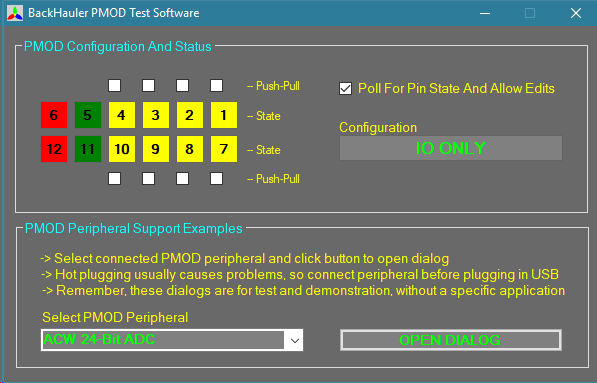 BackHauler PMOD Test Software
PMOD Configuration And Status
-- Push-Pull
6 5 4 3 2 1 -- State
12 11 10 9 8 7 -- State
-- Push-Pull
Poll For Pin State And Allow Edits
Configuration
IO ONLY
PMOD Peripheral Support Examples
-> Select connected PMOD peripheral and click button to open dialog
-> Hot plugging usually causes problems, so connect peripheral before plugging in USB
-> Remember, these dialogs are for test and demonstration, without a specific application
Select PMOD Peripheral
ACW 24-Bit ADC
OPEN DIALOG